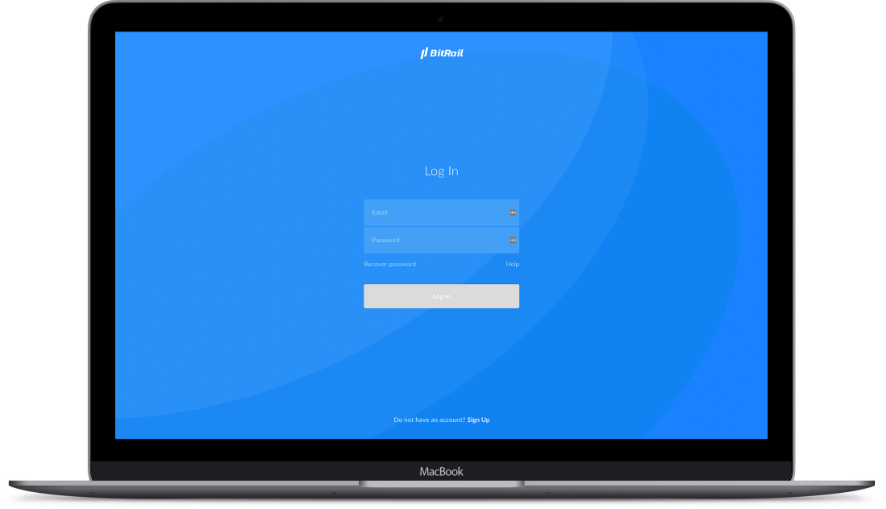 BitRail
Log In
Email
Password
Recover password Help
Log In
Do not have an account? Sign Up
MacBook